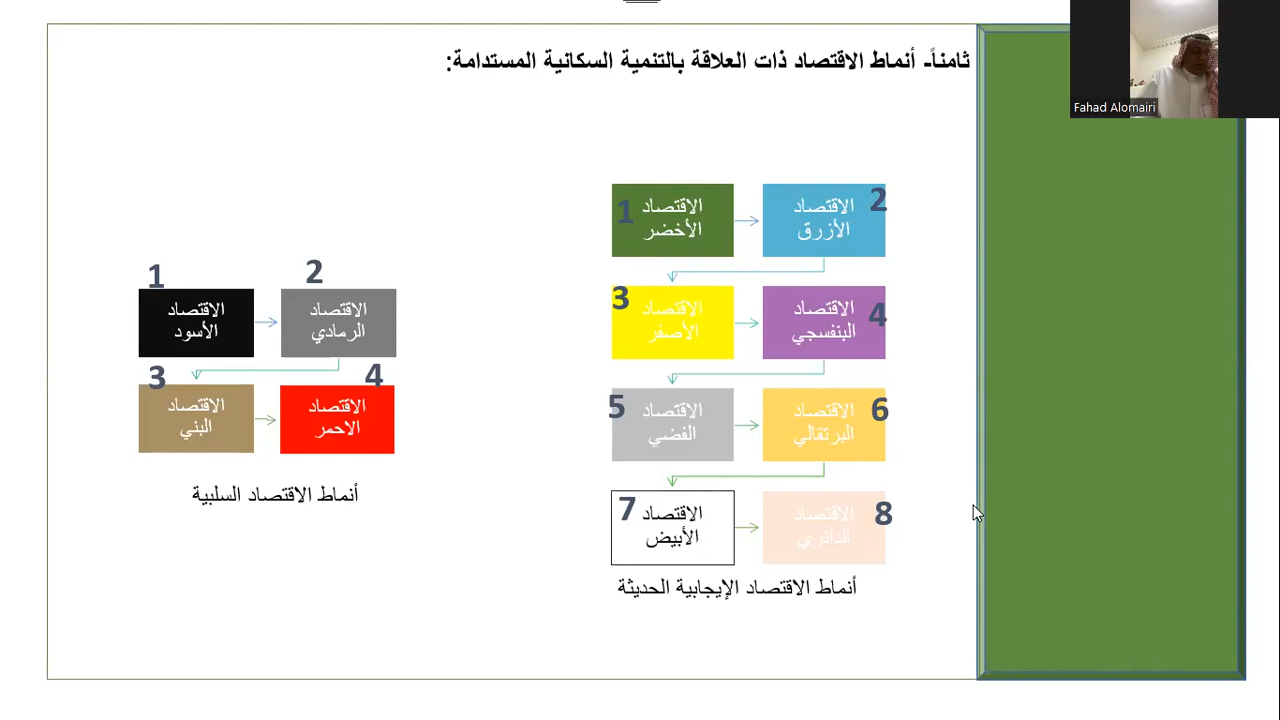 Fahad Alomairi
ثامناً- أنماط الاقتصاد ذات العلاقة بالتنمية السكانية المستدامة:
1
الاقتصاد
الأخضر
2
الاقتصاد
الأزرق
3
الاقتصاد
الأصفر
4
الاقتصاد
البنفسجي
5
الاقتصاد
الفضي
6
الاقتصاد
البرتقالي
7
الاقتصاد
الأبيض
8
الاقتصاد
الدائري
أنماط الاقتصاد الإيجابية الحديثة
1
الاقتصاد
الأسود
2
الاقتصاد
الرمادي
3
الاقتصاد
البني
4
الاقتصاد
الاحمر
أنماط الاقتصاد السلبية